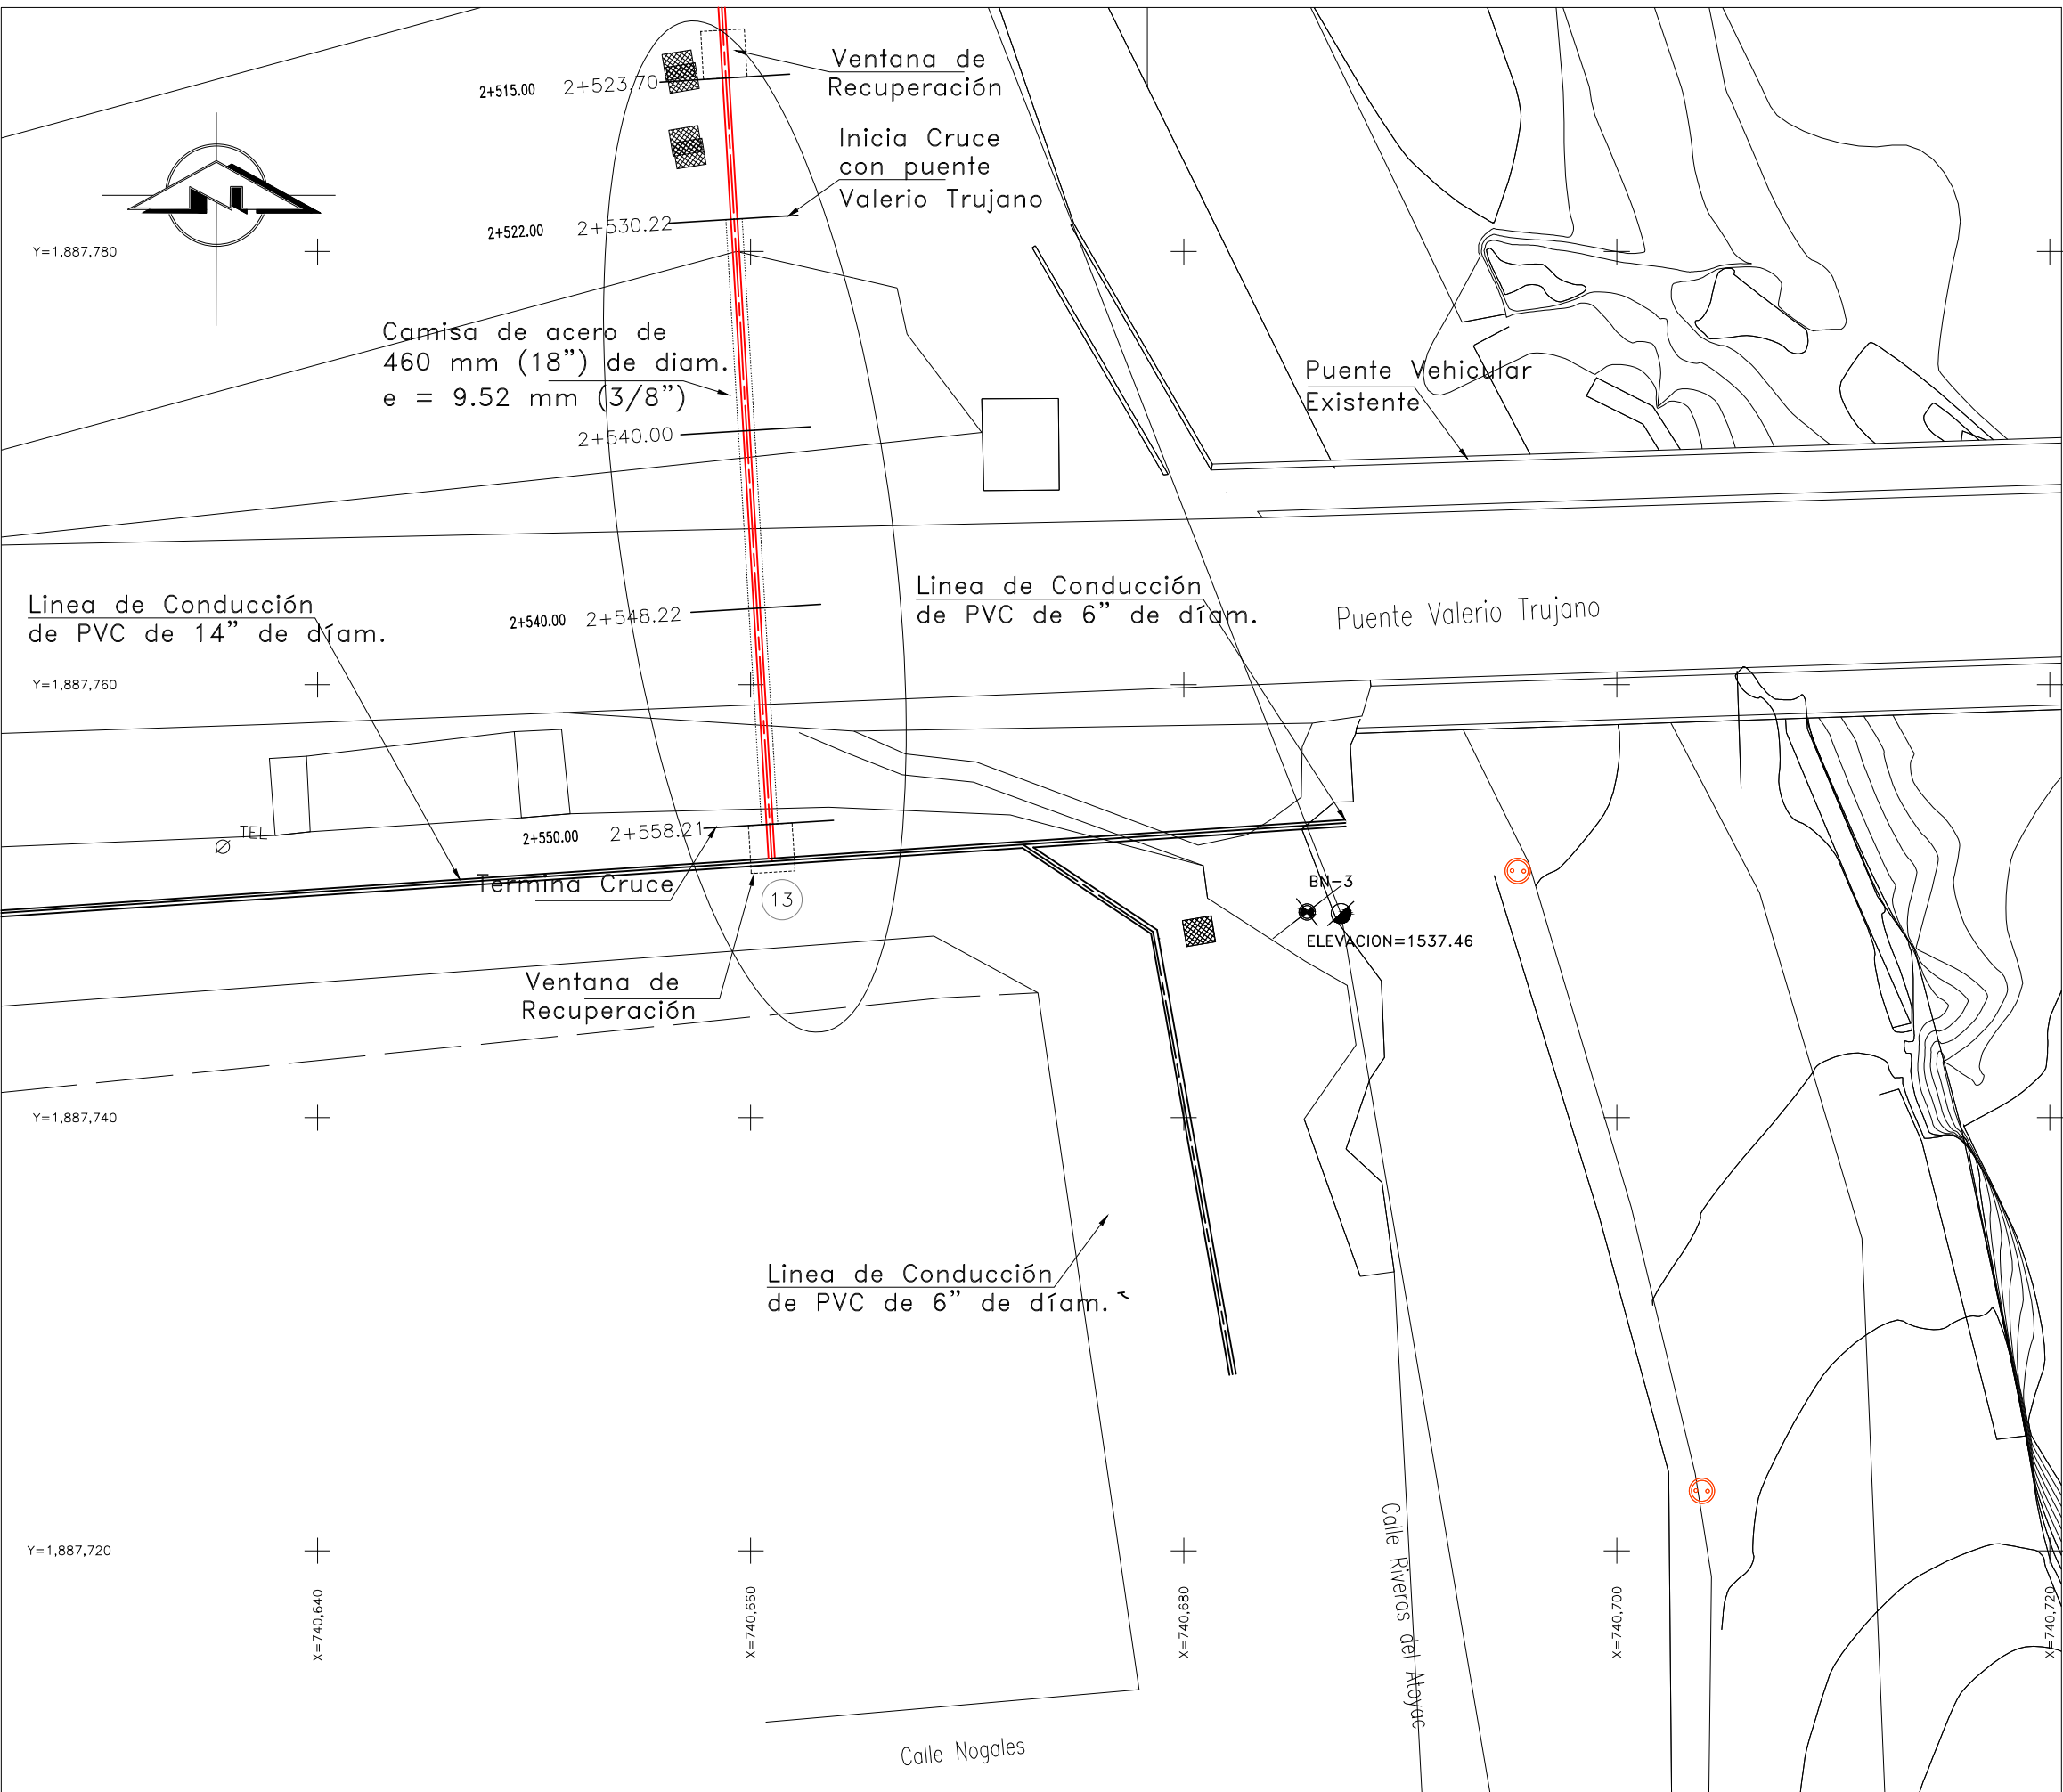 Ventana de
Recuperación
2+515.00 2+523.70
Inicia Cruce
con puente
Valerio Trujano
2+522.00 2+530.22
N
Y=1,887,780
Camisa de acero de
460 mm (18") de diam.
e = 9.52 mm (3/8")
Puente Vehicular
Existente
2+540.00
Linea de Conducción
de PVC de 14" de díam.
2+540.00 2+548.22
Linea de Conducción
de PVC de 6" de díam.
Puente Valerio Trujano
Y=1,887,760
TEL
2+550.00 2+558.21
Termina Cruce
13
BN-3
ELEVACION=1537.46
Ventana de
Recuperación
Y=1,887,740
Linea de Conducción
de PVC de 6" de díam.
Calle Riveras del Atoyac
Y=1,887,720
X=740,640
X=740,660
X=740,680
X=740,700
X=740,720
Calle Nogales